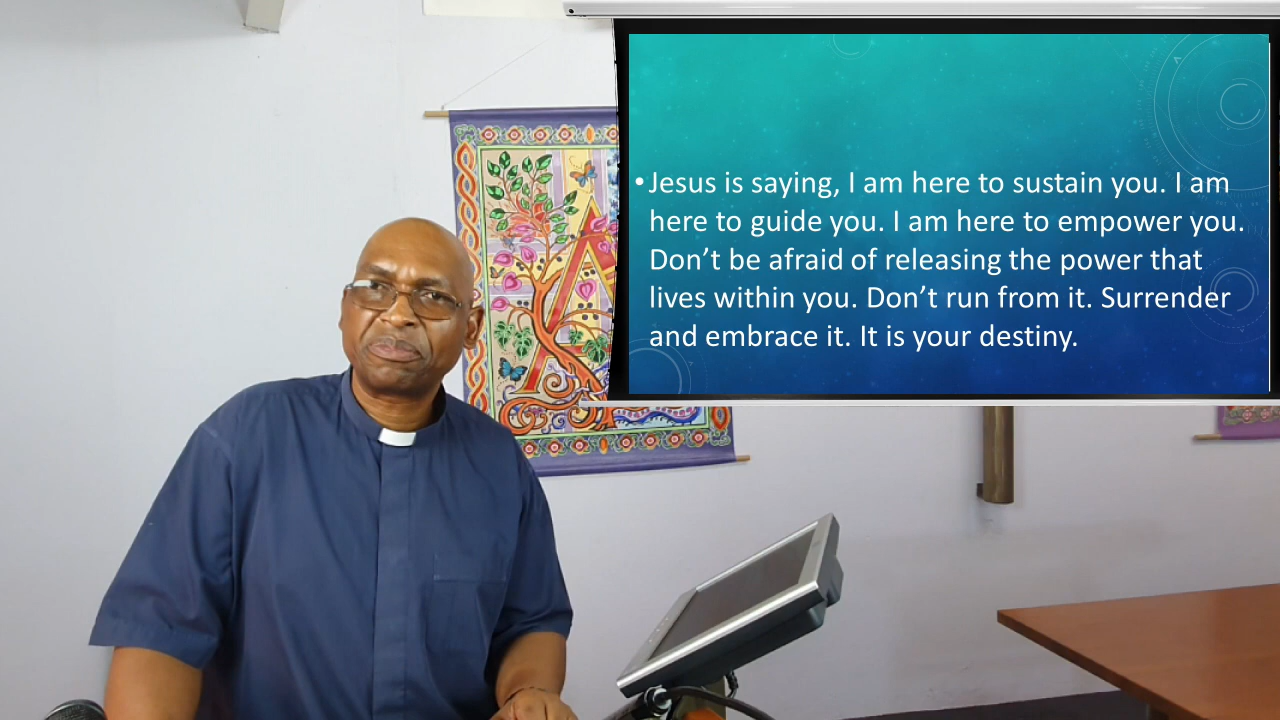 •Jesus is saying, I am here to sustain you. I am
here to guide you. I am here to empower you.
Don’t be afraid of releasing the power that
lives within you. Don’t run from it. Surrender
and embrace it. It is your destiny.